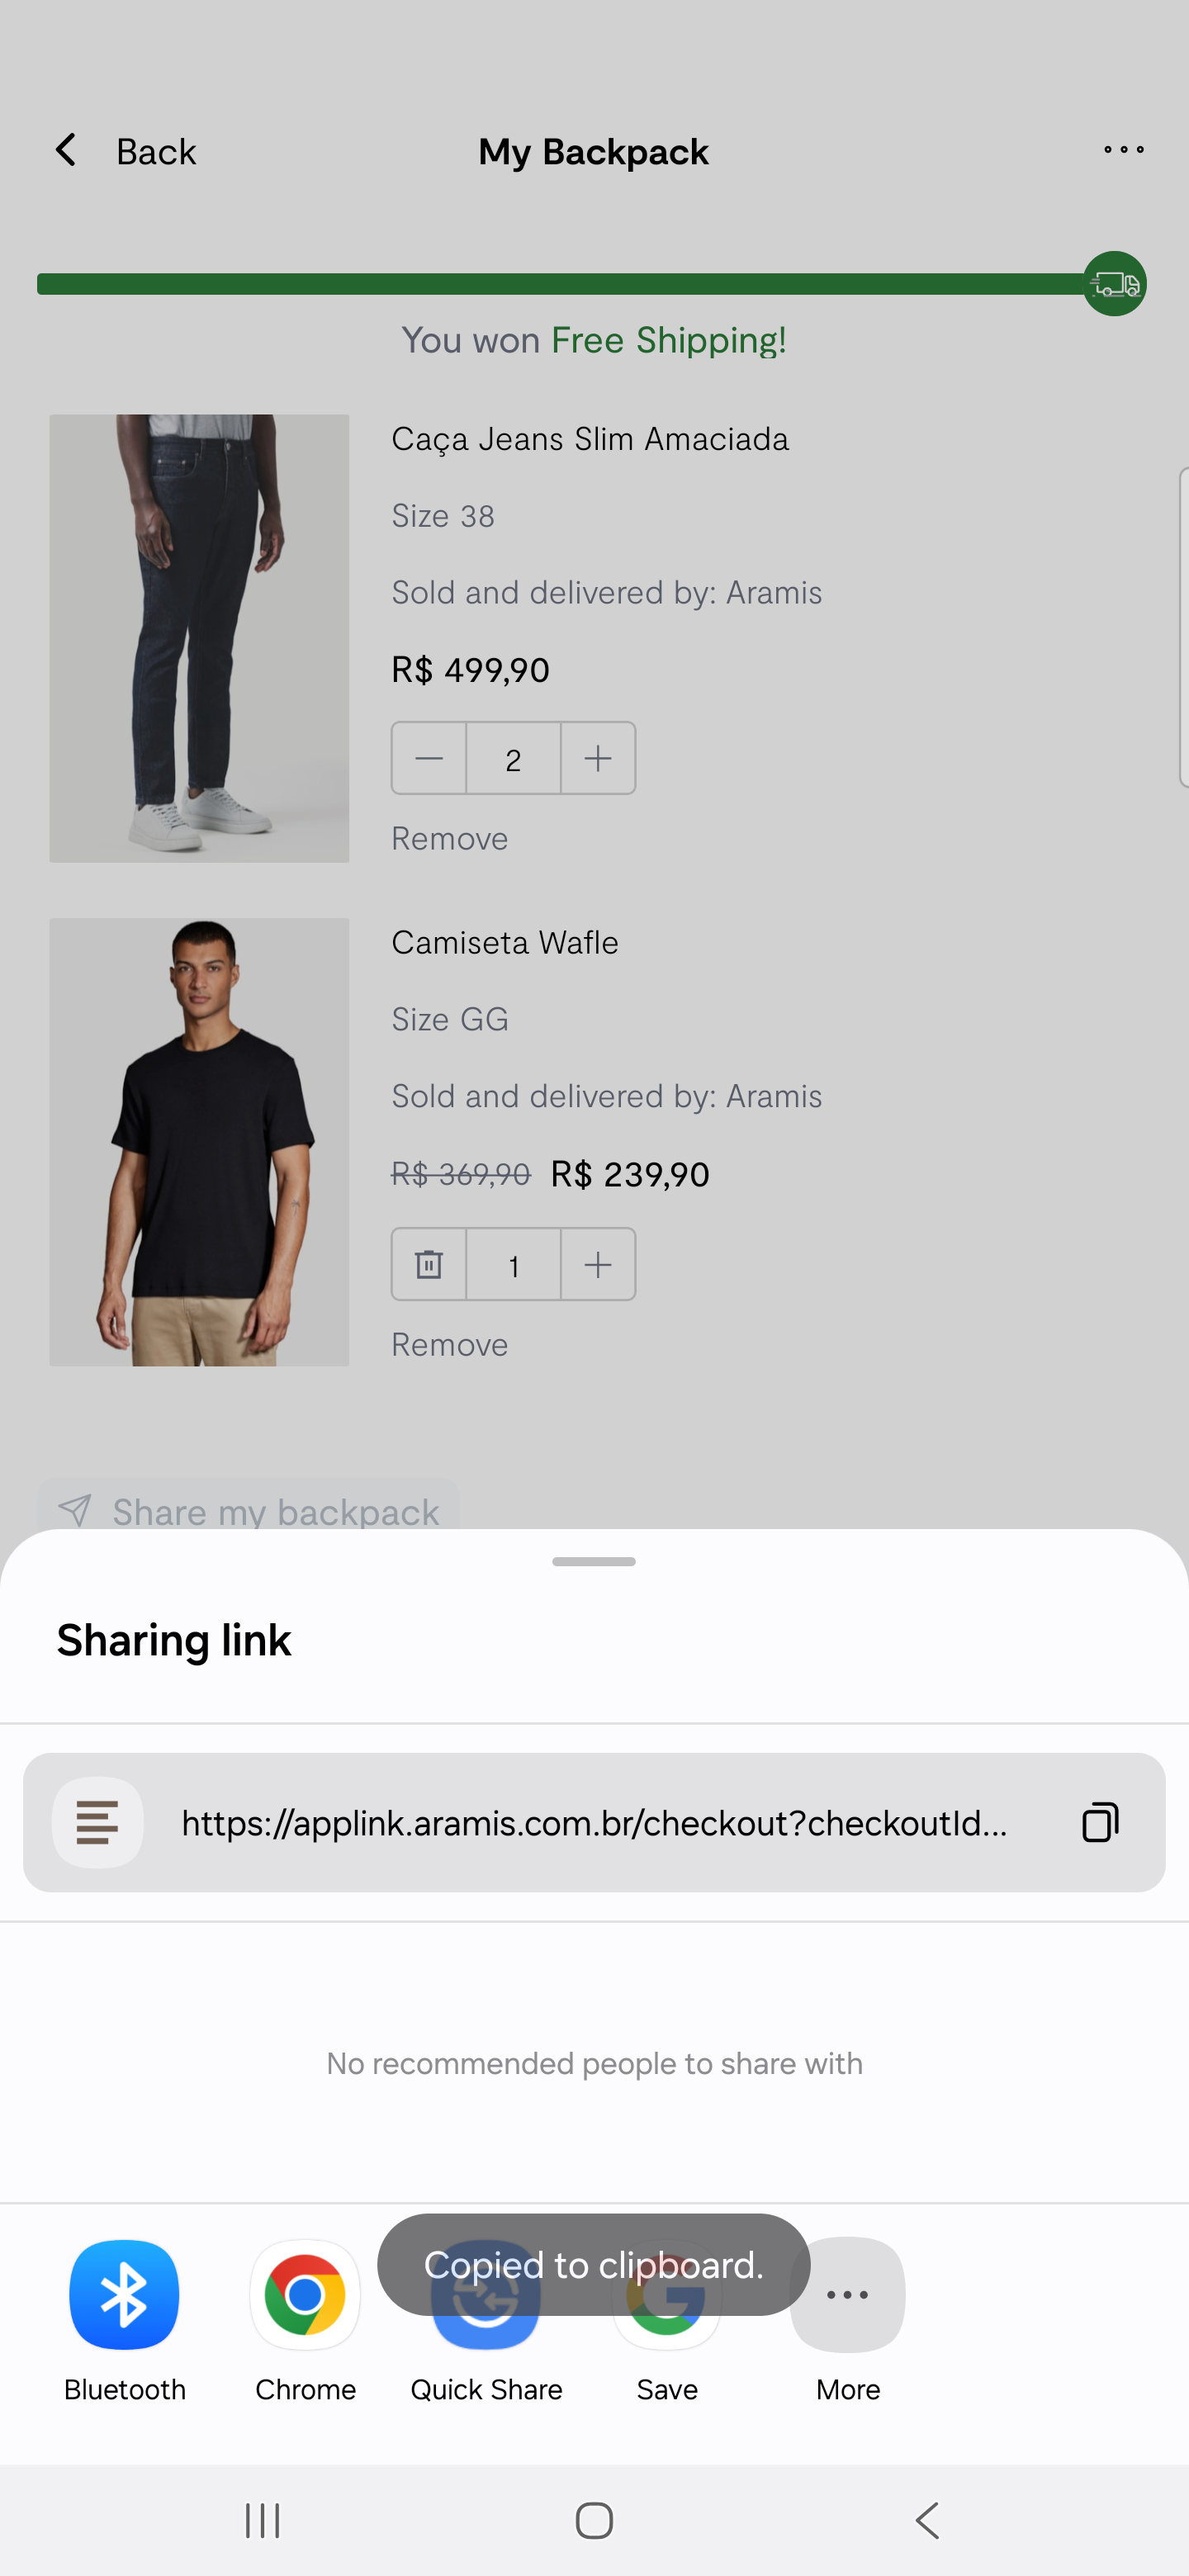 Back
My Backpack
You won Free Shipping!
Caça Jeans Slim Amaciada
Size 38
Sold and delivered by: Aramis
R$ 499,90
2
Remove
Camiseta Wafle
Size GG
Sold and delivered by: Aramis
R$ 369,90 R$ 239,90
1
Remove
Share my backpack
Sharing link
https://applink.aramis.com.br/checkout?checkoutId...
No recommended people to share with
Copied to clipboard.
Bluetooth
Chrome
Quick Share
Save
More